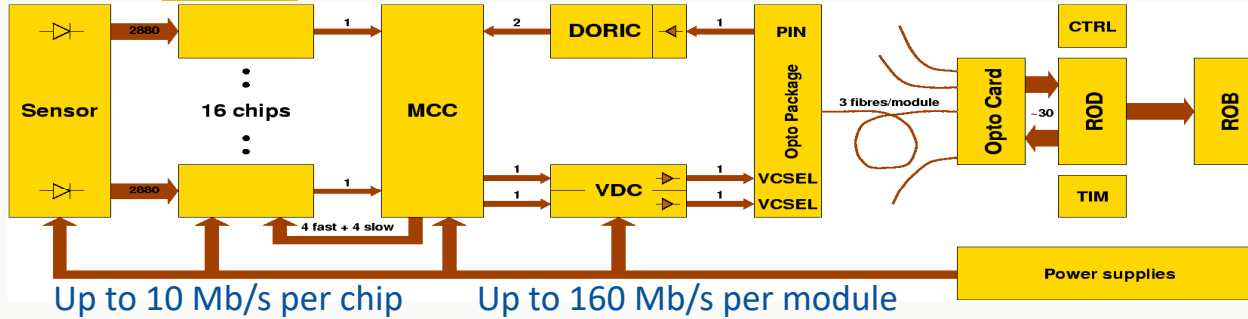 2880
1
2
DORIC
1
PIN
CTRL
Sensor
16 chips
MCC
Opto Package
3 fibres/module
Opto Card
~30
ROD
ROB
2880
1
1
1
VDC
1
1
VCSEL
VCSEL
TIM
4 fast + 4 slow
Power supplies
Up to 10 Mb/s per chip
Up to 160 Mb/s per module